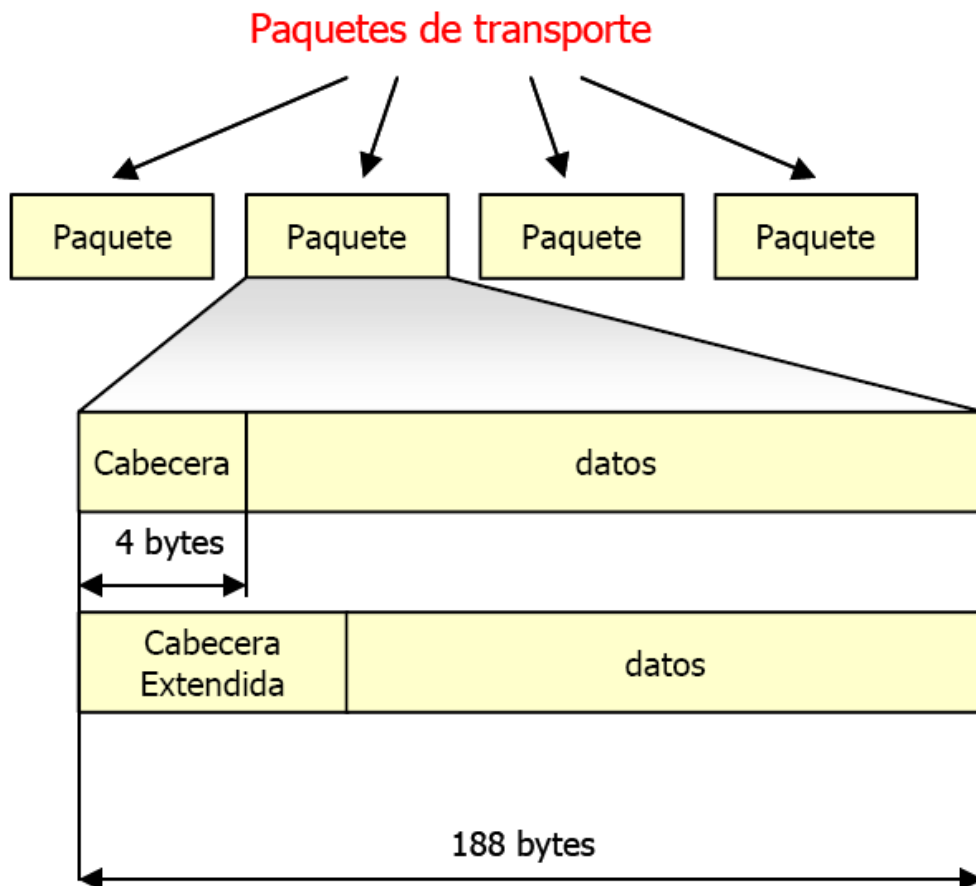 Paquetes de transporte
Paquete
Paquete
Paquete
Paquete
Cabecera
datos
4 bytes
Cabecera
Extendida
datos
188 bytes